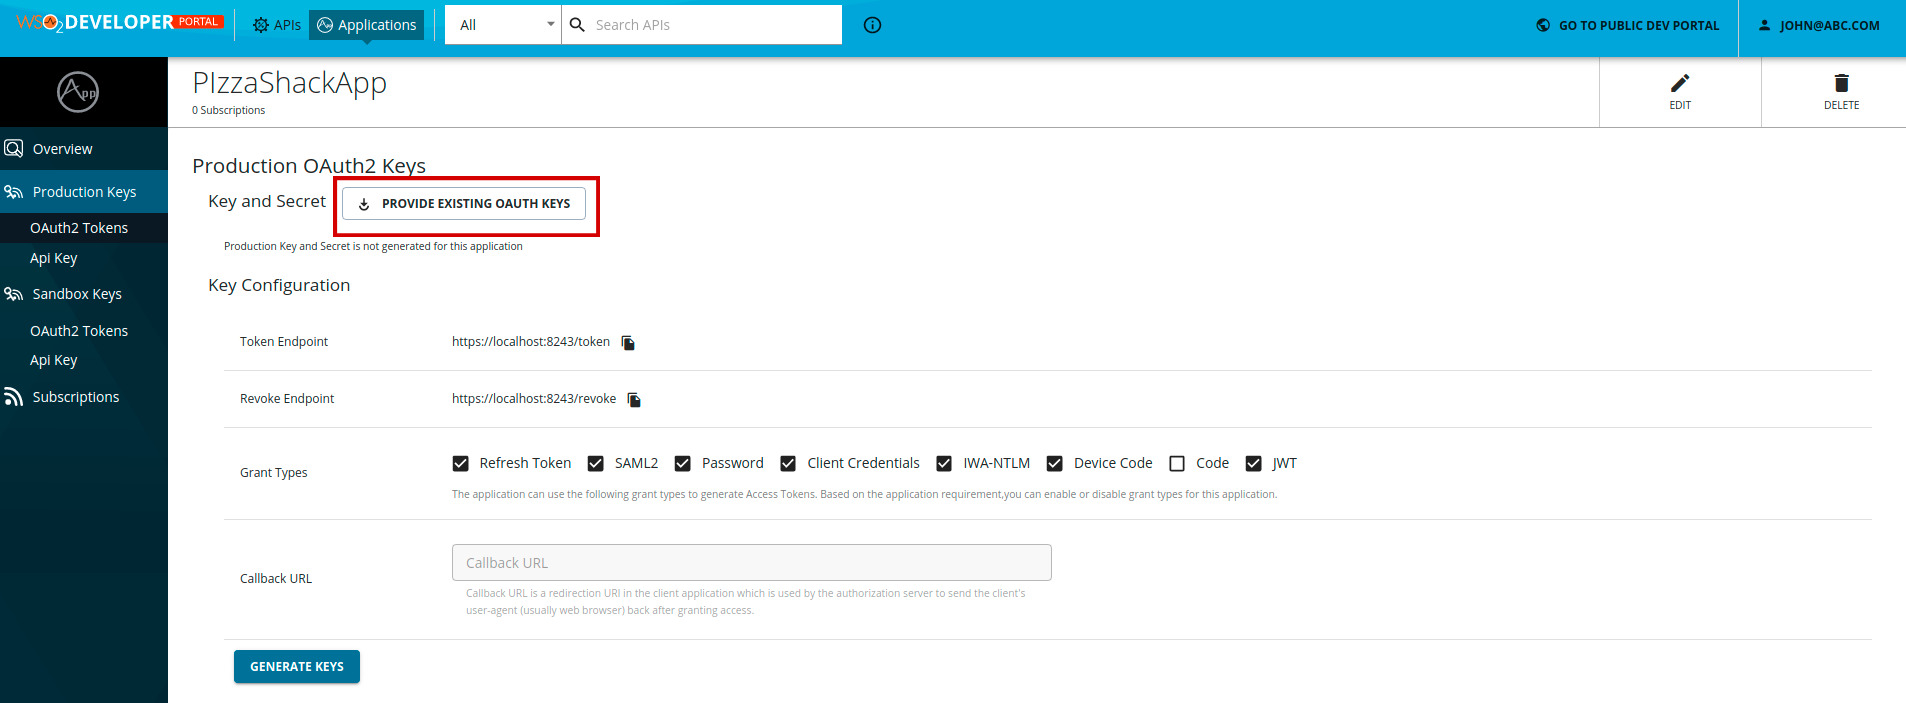 WSO2 DEVELOPER PORTAL APIs Applications All Search APIs GO TO PUBLIC DEV PORTAL JOHN@ABC.COM
App
PIzzaShackApp
0 Subscriptions
EDIT
DELETE
Overview
Production Keys
OAuth2 Tokens
Api Key
Sandbox Keys
OAuth2 Tokens
Api Key
Subscriptions
Production OAuth2 Keys
Key and Secret PROVIDE EXISTING OAUTH KEYS
Production Key and Secret is not generated for this application
Key Configuration
Token Endpoint https://localhost:8243/token
Revoke Endpoint https://localhost:8243/revoke
Grant Types Refresh Token SAML2 Password Client Credentials IWA-NTLM Device Code Code JWT
The application can use the following grant types to generate Access Tokens. Based on the application requirement,you can enable or disable grant types for this application.
Callback URL Callback URL
Callback URL is a redirection URI in the client application which is used by the authorization server to send the client's
user-agent (usually web browser) back after granting access.
GENERATE KEYS